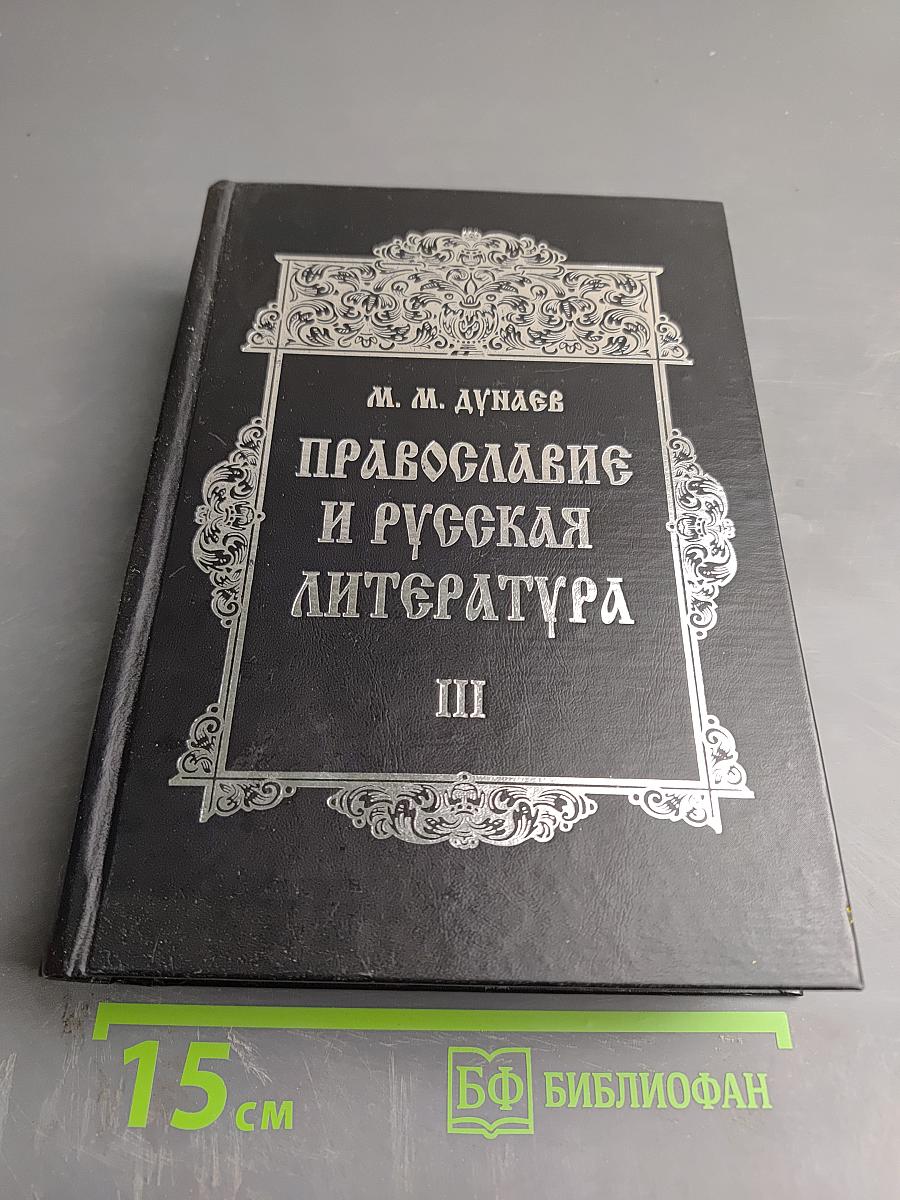 М. М. ДУНАЕВ
ПРАВОСЛАВИЕ
И РУССКАЯ
ЛИТЕРАТУРА
III
15 см
БФ БИБЛИОФАН